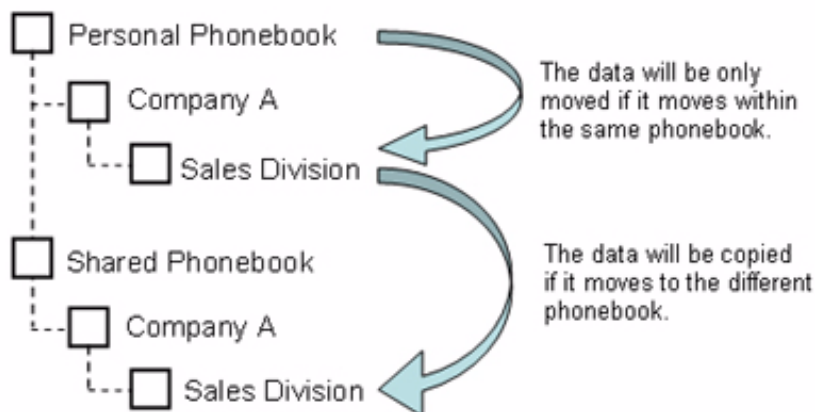 Personal Phonebook
Company A
Sales Division
The data will be only
moved if it moves within
the same phonebook.
Shared Phonebook
Company A
Sales Division
The data will be copied
if it moves to the different
phonebook.